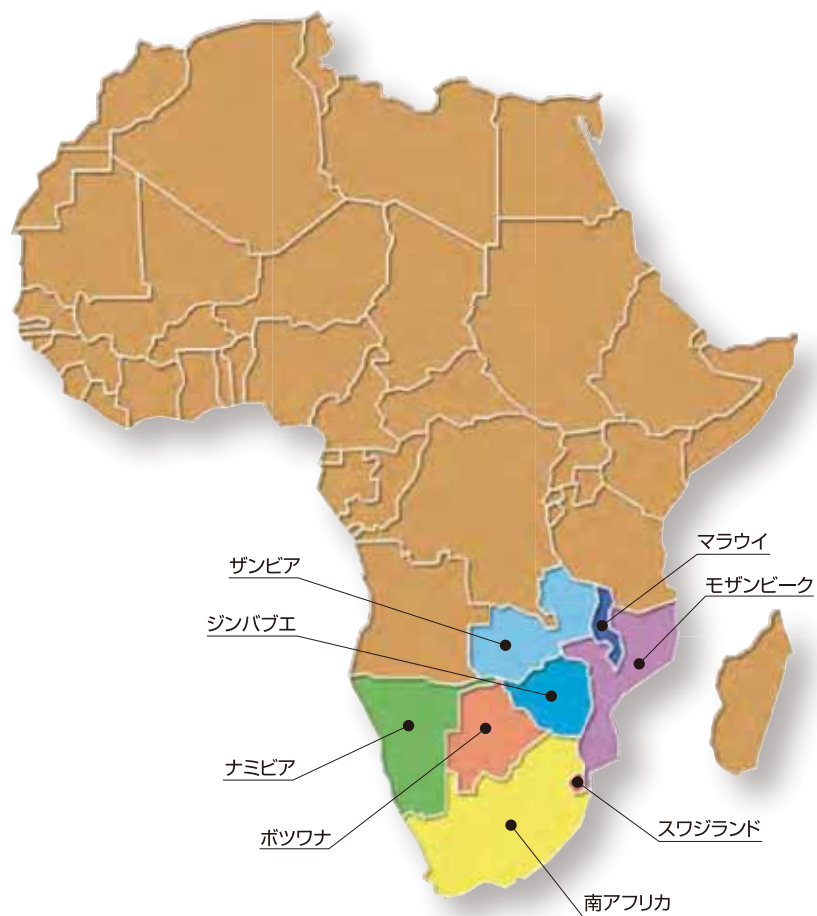 マラウイ
ザンビア
モザンビーク
ジンバブエ
ナミビア
スワジランド
ボツワナ
南アフリカ